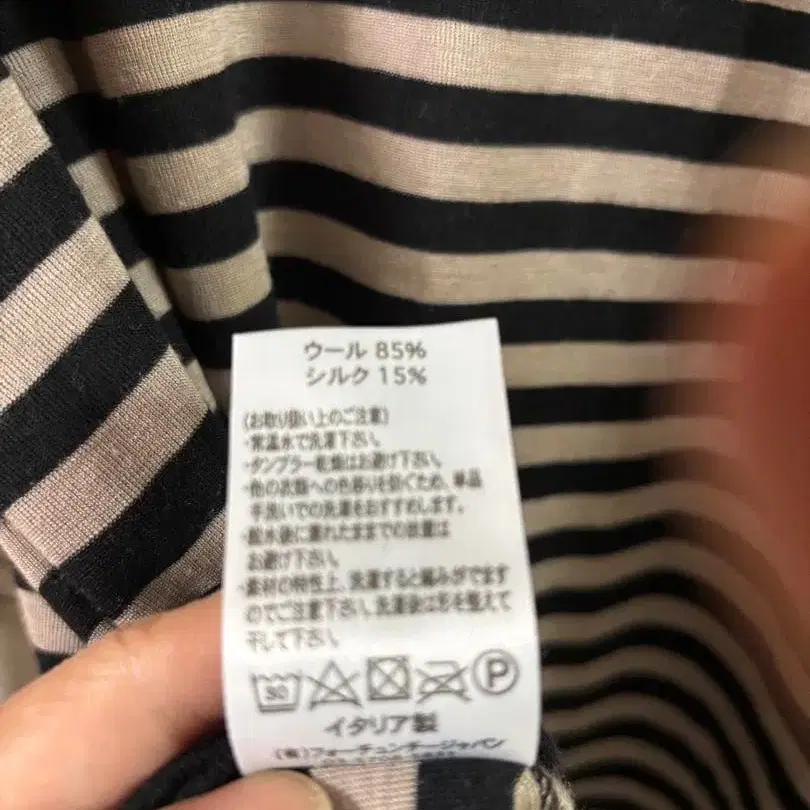 ウール 85%
シルク 15%
(お取り扱い上のご注意)
・常温水で洗濯下さい。
・タンブラー乾燥はお避け下さい。
・他の衣類への色移りを防ぐため、単品
手洗いでの洗濯をおすすめします。
・脱水後に濡れたままでの放置は
お避け下さい。
・素材の特性上、洗濯すると縮みがでます
のでご注意下さい。洗濯後は形を整えて
干して下さい。
P
イタリア製
(有)フォーチュンチージャパン